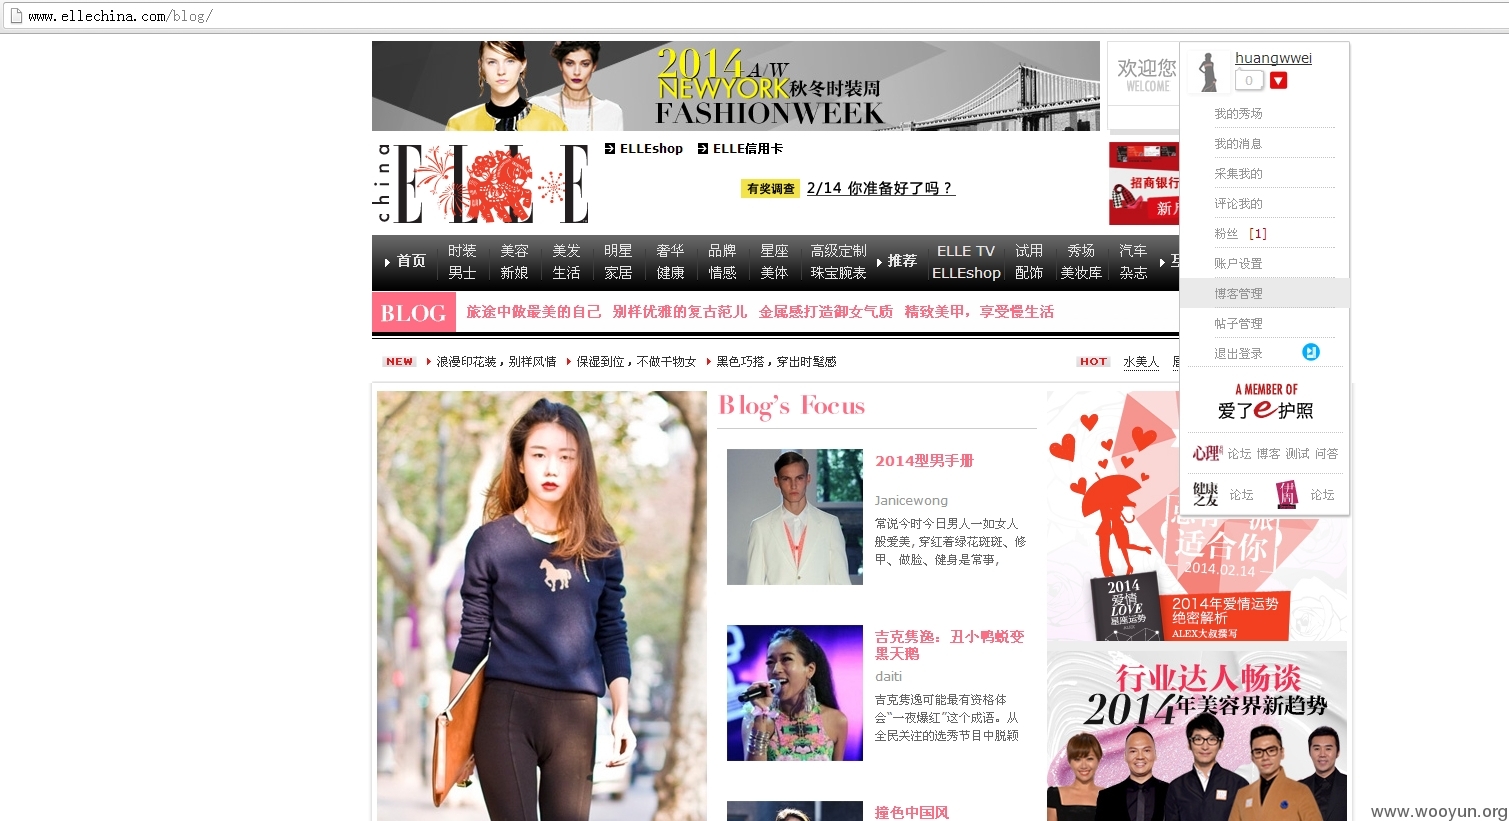 www.ellechina.com/blog/
2014 A/W
NEWYORK 秋冬时装周
FASHIONWEEK
欢迎您
WELCOME
huangwwei
0
我的秀场
我的消息
采集我的
评论我的
粉丝 [1]
账户设置
博客管理
帖子管理
退出登录
A MEMBER OF
爱了e护照
心理 论坛 博客 测试 问答
健康之友 论坛 伊周 论坛
china ELLE
ELLEshop ELLE信用卡
有奖调查 2/14 你准备好了吗？
招商银行
首页 时装 美容 美发 明星 奢华 品牌 星座 高级定制 推荐 ELLE TV 试用 秀场 汽车
男士 新娘 生活 家居 健康 情感 美体 珠宝腕表 ELLEshop 配饰 美妆库 杂志
BLOG 旅途中做最美的自己 别样优雅的复古范儿 金属感打造御女气质 精致美甲，享受慢生活
NEW 浪漫印花装，别样风情 保湿到位，不做干物女 黑色巧搭，穿出时髦感 HOT 水美人
Blog's Focus
2014型男手册
Janicewong
常说今时今日男人一如女人
般爱美, 穿红着绿花斑斑、修
甲、做脸、健身是常事,
吉克隽逸：丑小鸭蜕变
黑天鹅
daiti
吉克隽逸可能最有资格体
会“一夜爆红”这个成语。从
全民关注的选秀节目中脱颖
撞色中国风
适合你
2014.02.14
2014
爱情
LOVE
星座运势
ALEX
2014年爱情运势
绝密解析
ALEX大叔撰写
行业达人畅谈
2014年美容界新趋势
www.wooyun.org